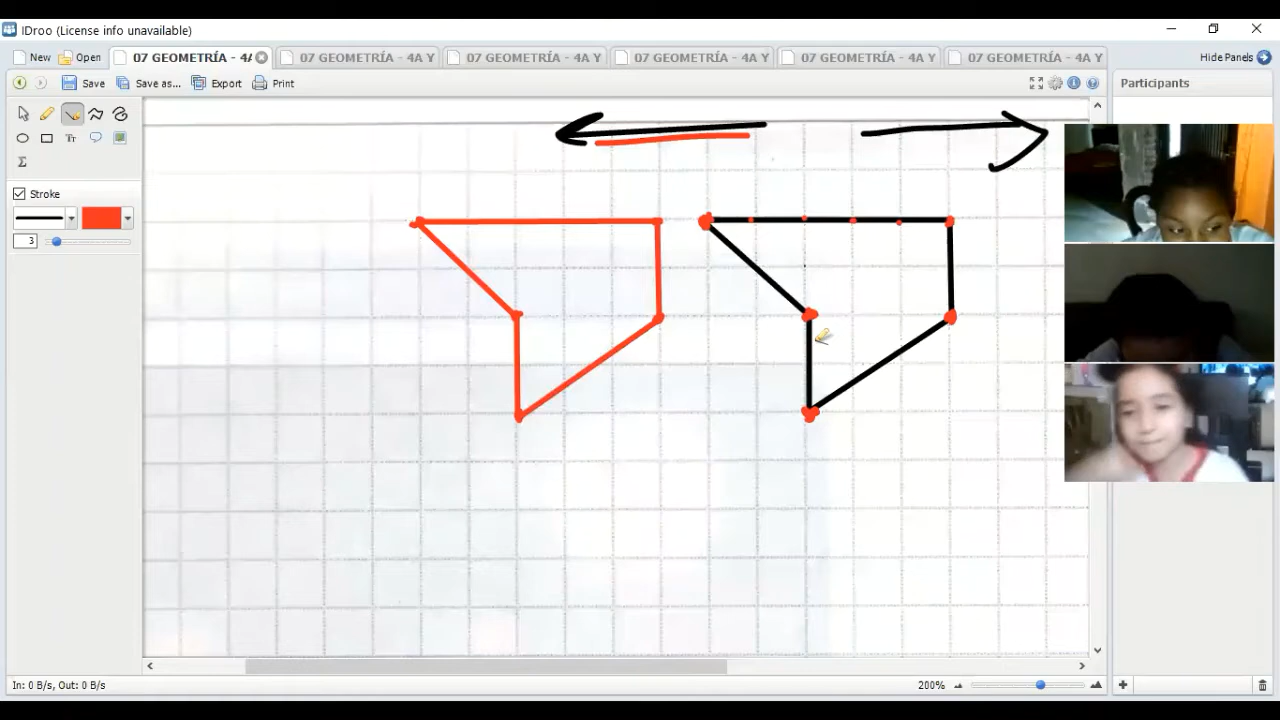 IDroo (License info unavailable)
New Open 07 GEOMETRÍA - 4A 07 GEOMETRÍA - 4A Y 07 GEOMETRÍA - 4A Y 07 GEOMETRÍA - 4A Y 07 GEOMETRÍA - 4A Y 07 GEOMETRÍA - 4A Y Hide Panels
Save Save as... Export Print Participants
Tт
Σ
Stroke
3
In: 0 B/s, Out: 0 B/s 200%